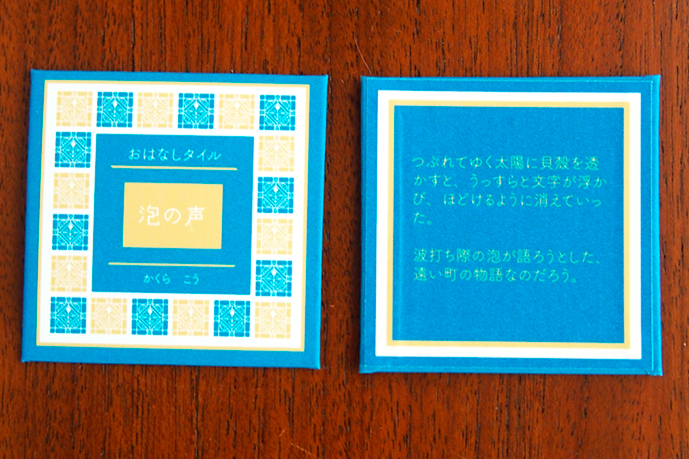 おはなしタイル
泡の声
かくら こう
つぶれてゆく太陽に貝殻を透
かすと、うっすらと文字が浮か
び、ほどけるように消えていっ
た。
波打ち際の泡が語ろうとした、
遠い町の物語なのだろう。